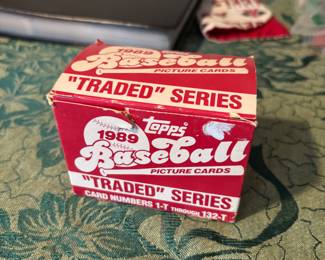 1989
Baseball
PICTURE CARDS
"TRADED" SERIES
Topps
1989
Baseball
PICTURE CARDS
"TRADED" SERIES
CARD NUMBERS 1-T THROUGH 132-T